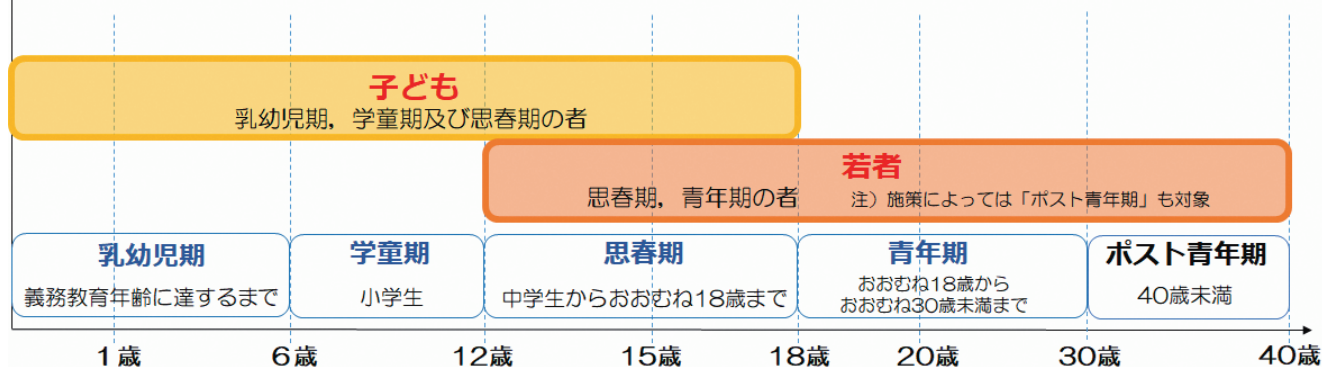 子ども
乳幼児期，学童期及び思春期の者
若者
思春期，青年期の者　注）施策によっては「ポスト青年期」も対象
乳幼児期
義務教育年齢に達するまで
学童期
小学生
思春期
中学生からおおむね18歳まで
青年期
おおむね18歳から
おおむね30歳未満まで
ポスト青年期
40歳未満
1歳　6歳　12歳　15歳　18歳　20歳　30歳　40歳